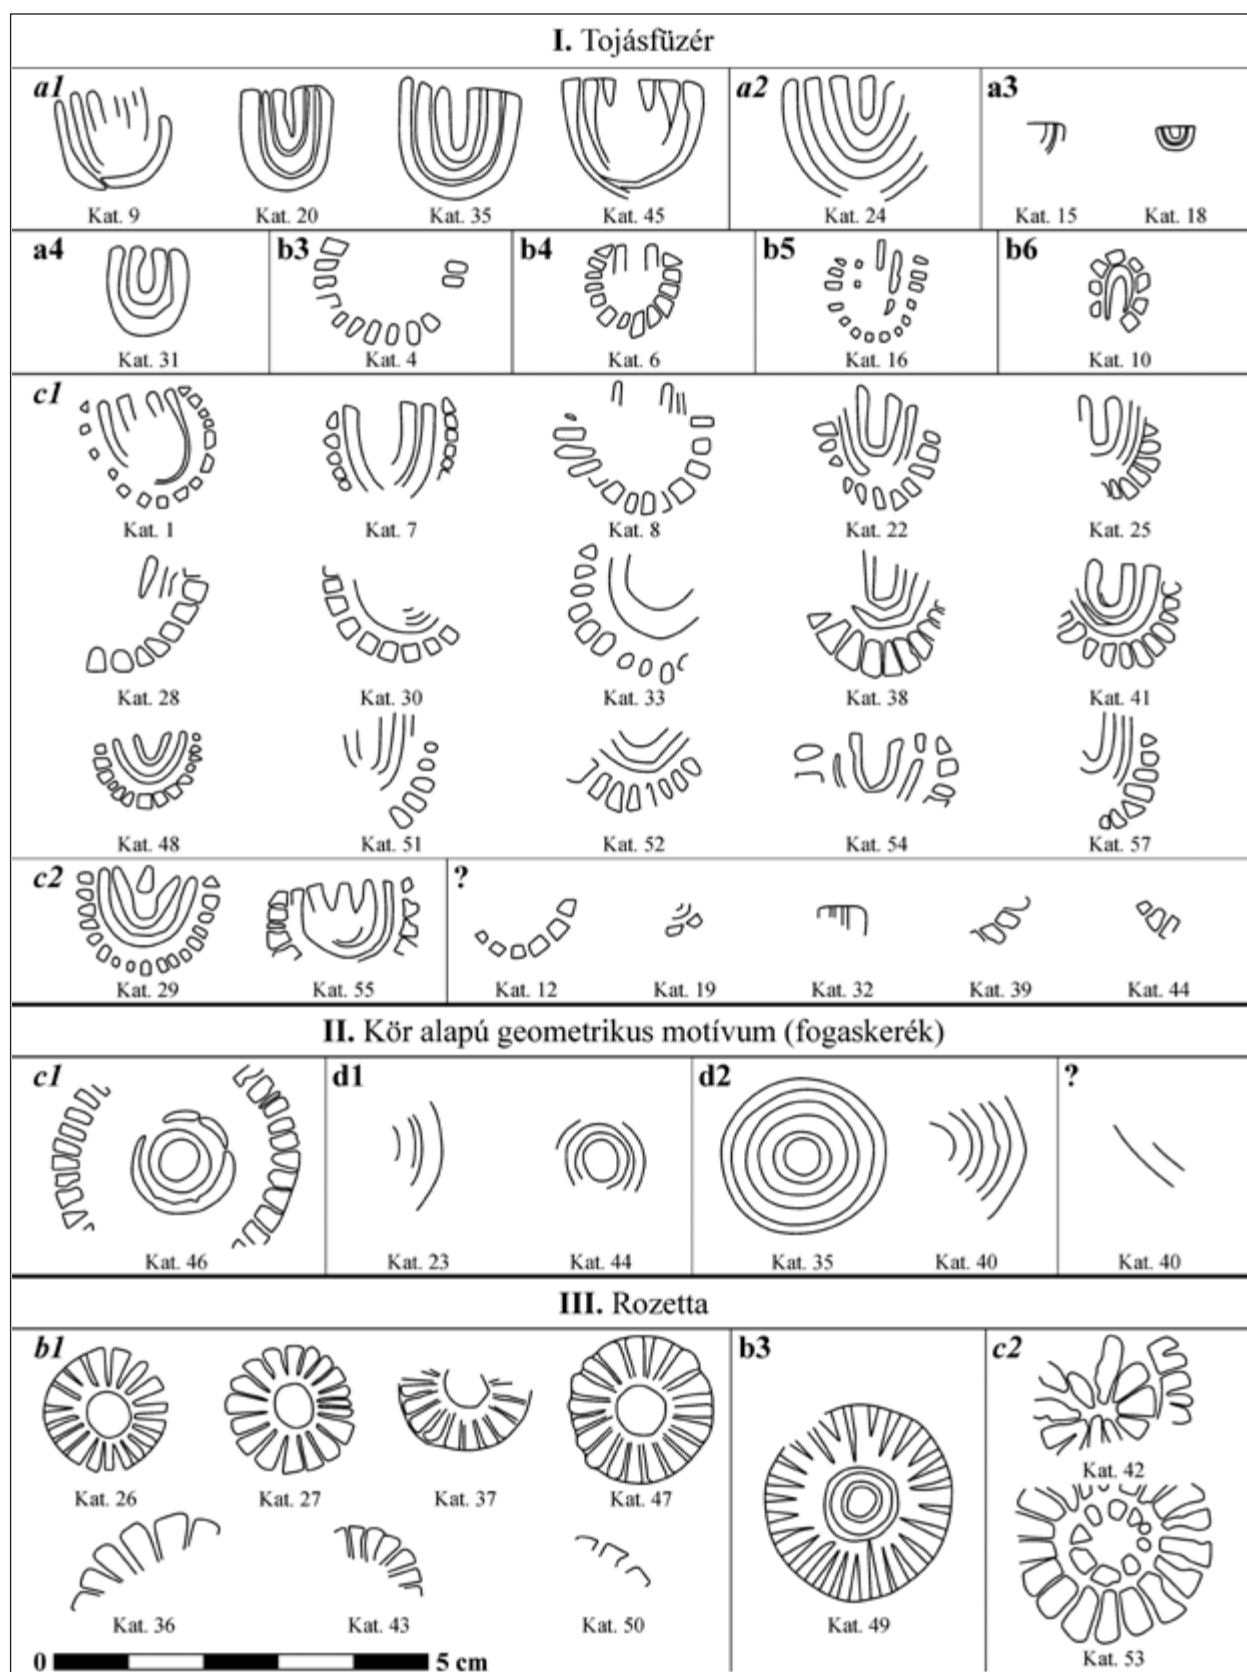 I. Tojásfüzér
a1 a2 a3
Kat. 9 Kat. 20 Kat. 35 Kat. 45 Kat. 24 Kat. 15 Kat. 18
a4 b3 b4 b5 b6
Kat. 31 Kat. 4 Kat. 6 Kat. 16 Kat. 10
c1
Kat. 1 Kat. 7 Kat. 8 Kat. 22 Kat. 25
Kat. 28 Kat. 30 Kat. 33 Kat. 38 Kat. 41
Kat. 48 Kat. 51 Kat. 52 Kat. 54 Kat. 57
c2 ?
Kat. 29 Kat. 55 Kat. 12 Kat. 19 Kat. 32 Kat. 39 Kat. 44
II. Kör alapú geometrikus motívum (fogaskerék)
c1 d1 d2 ?
Kat. 46 Kat. 23 Kat. 44 Kat. 35 Kat. 40 Kat. 40
III. Rozetta
b1 b3 c2
Kat. 26 Kat. 27 Kat. 37 Kat. 47 Kat. 42
Kat. 36 Kat. 43 Kat. 50 Kat. 49 Kat. 53
0 5 cm